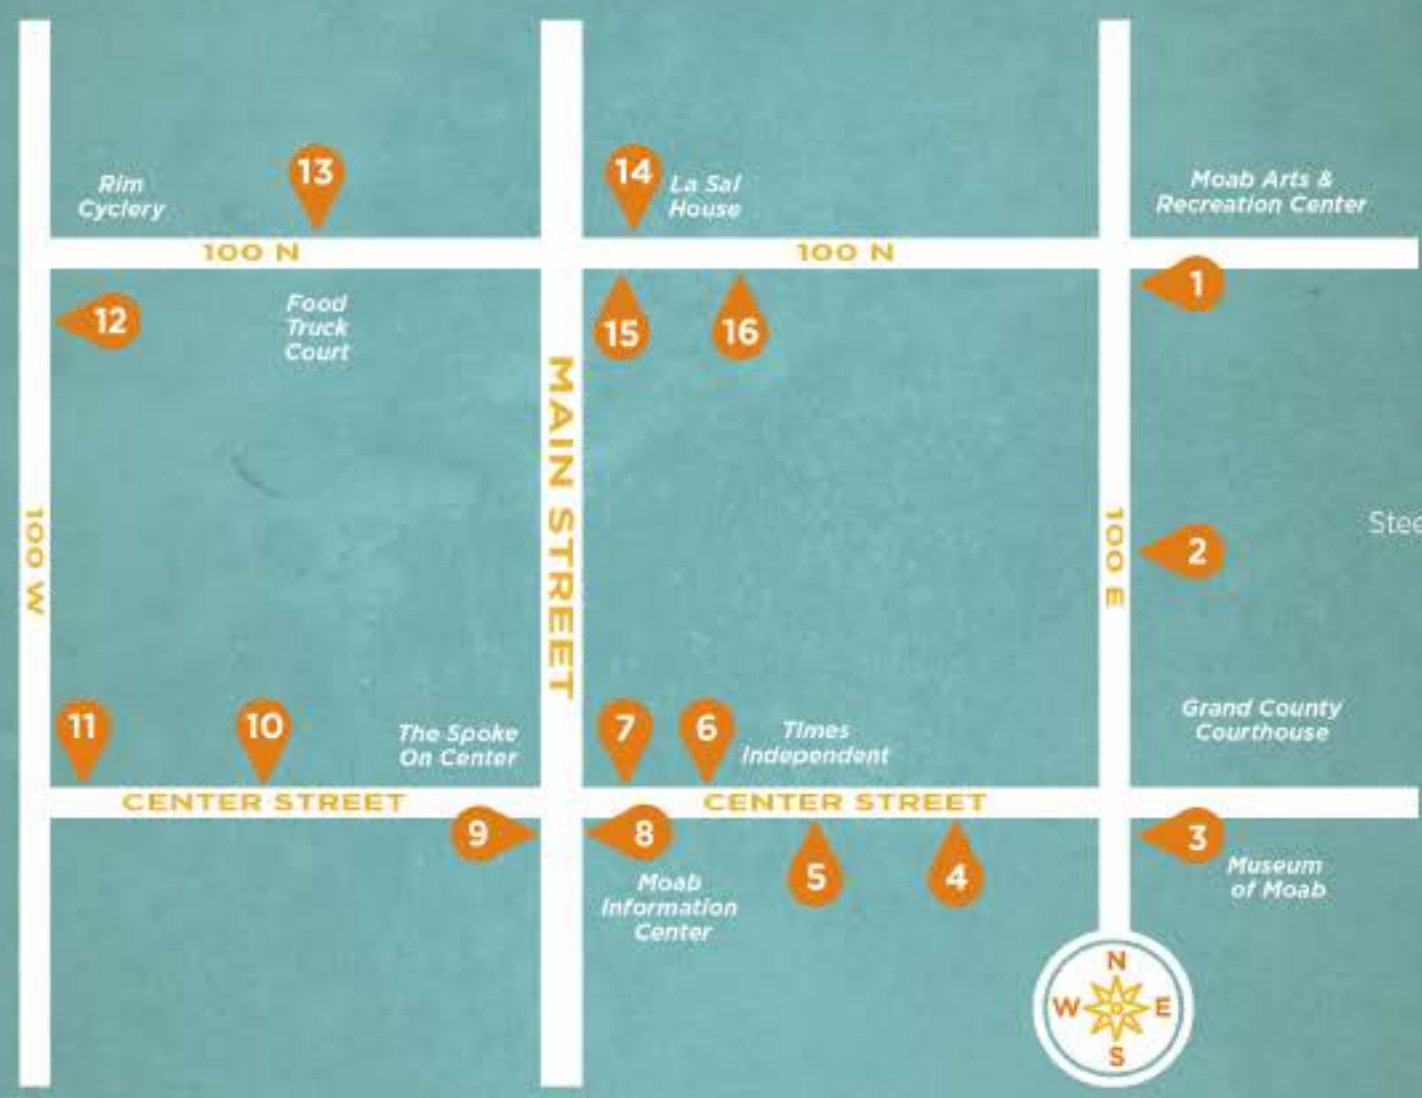 13
14
Rim
Cyclery
La Sal
House
Moab Arts &
Recreation Center
100 N
100 N
1
12
Food
Truck
Court
15
16
MAIN STREET
100 W
100 E
2
Stee
11
10
The Spoke
On Center
7
6
Times
Independent
Grand County
Courthouse
CENTER STREET
CENTER STREET
9
8
5
4
3
Moab
Information
Center
Museum
of Moab
N
W
E
S